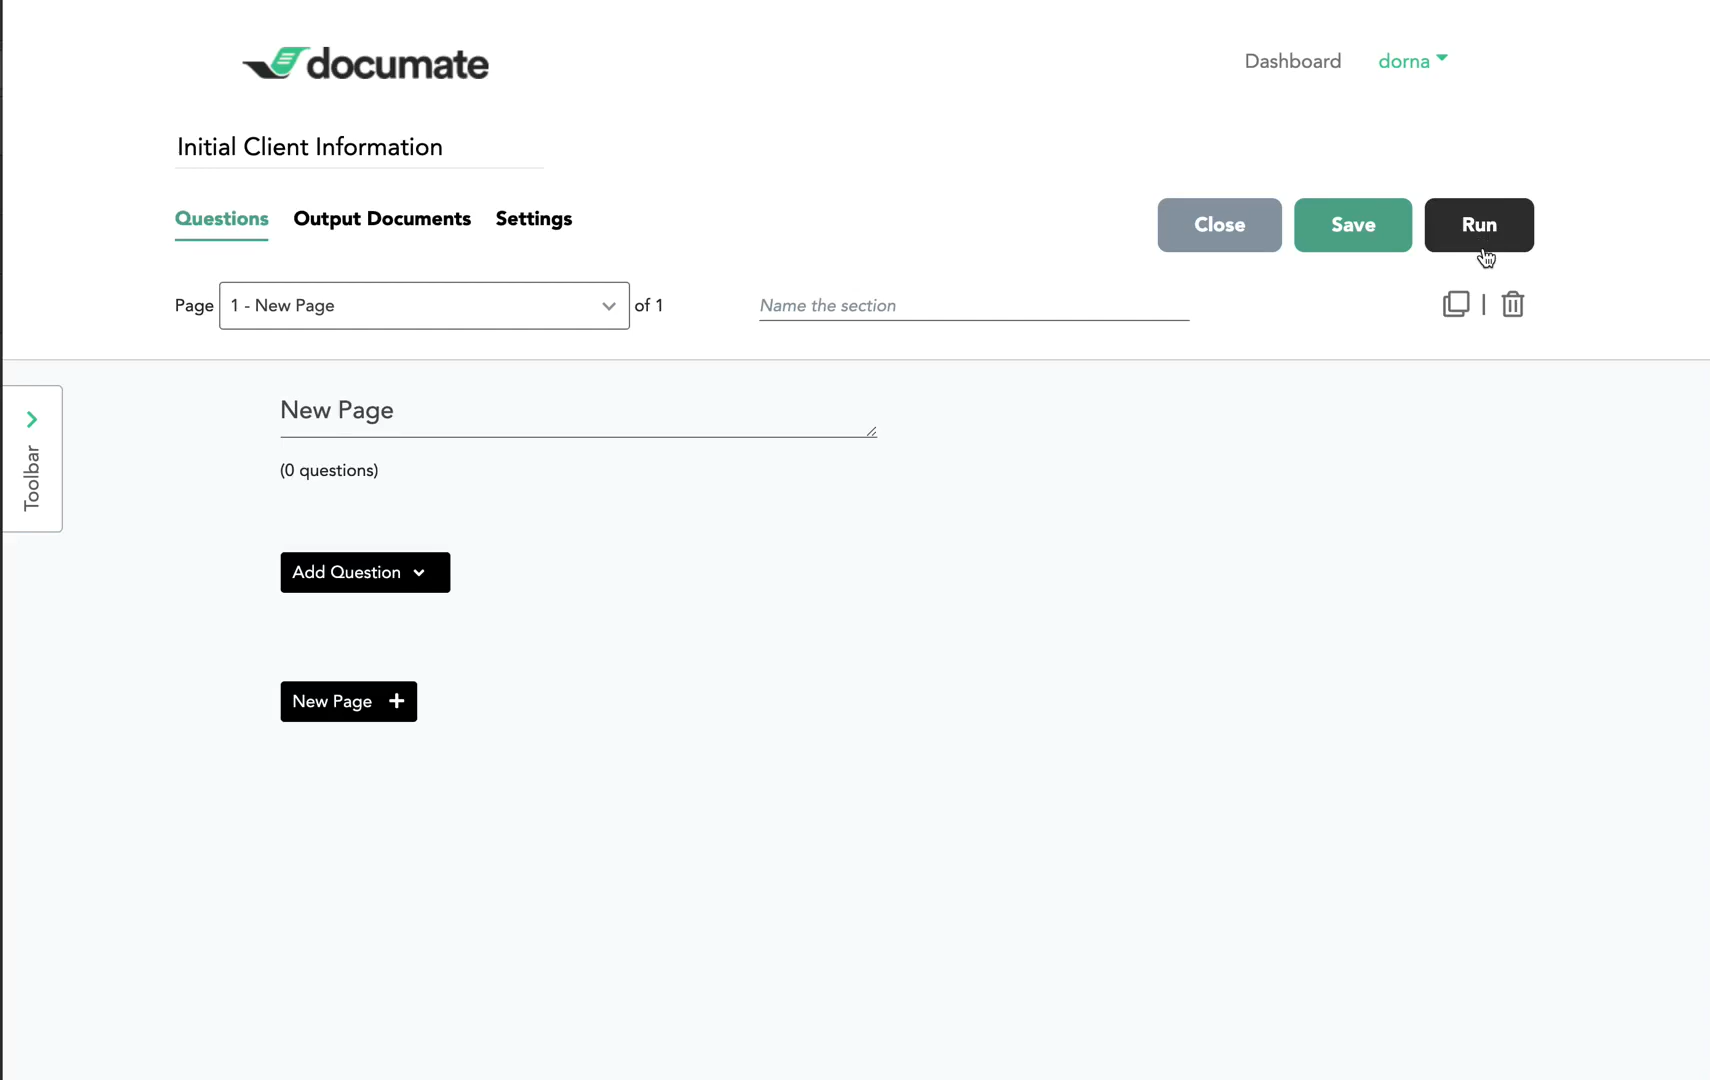 documate
Dashboard
dorna
Initial Client Information
Questions
Output Documents
Settings
Close
Save
Run
Page
1 - New Page
of 1
Name the section
Toolbar
New Page
(0 questions)
Add Question
New Page +